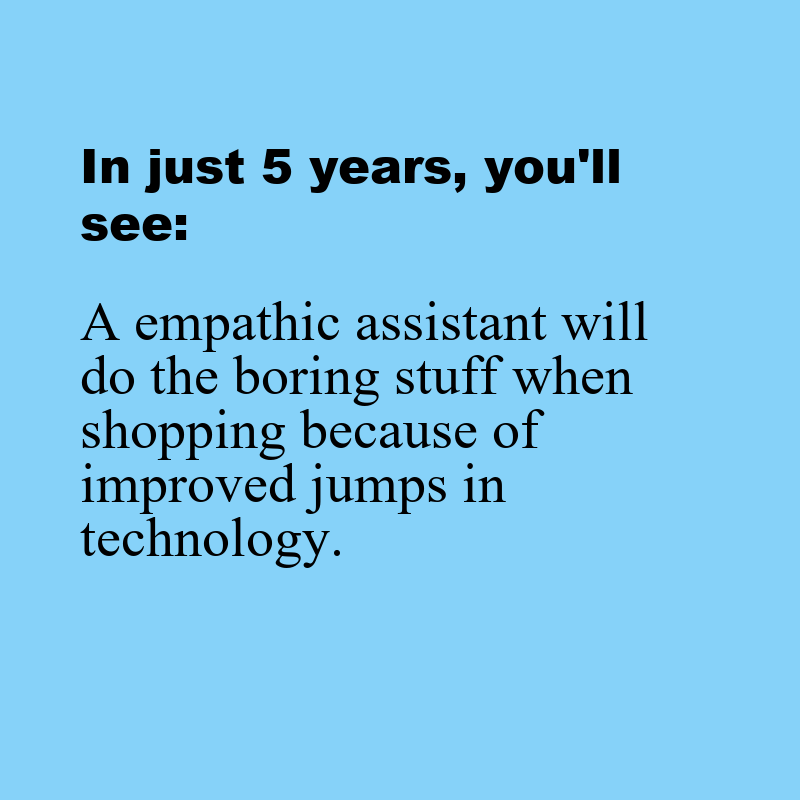 In just 5 years, you'll
see:
A empathic assistant will
do the boring stuff when
shopping because of
improved jumps in
technology.